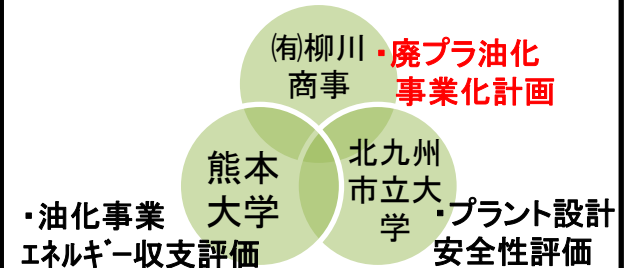 ㈲柳川
商事
・廃プラ油化
事業化計画
熊本
大学
・油化事業
エネルギー収支評価
北九州
市立大
学
・プラント設計
安全性評価